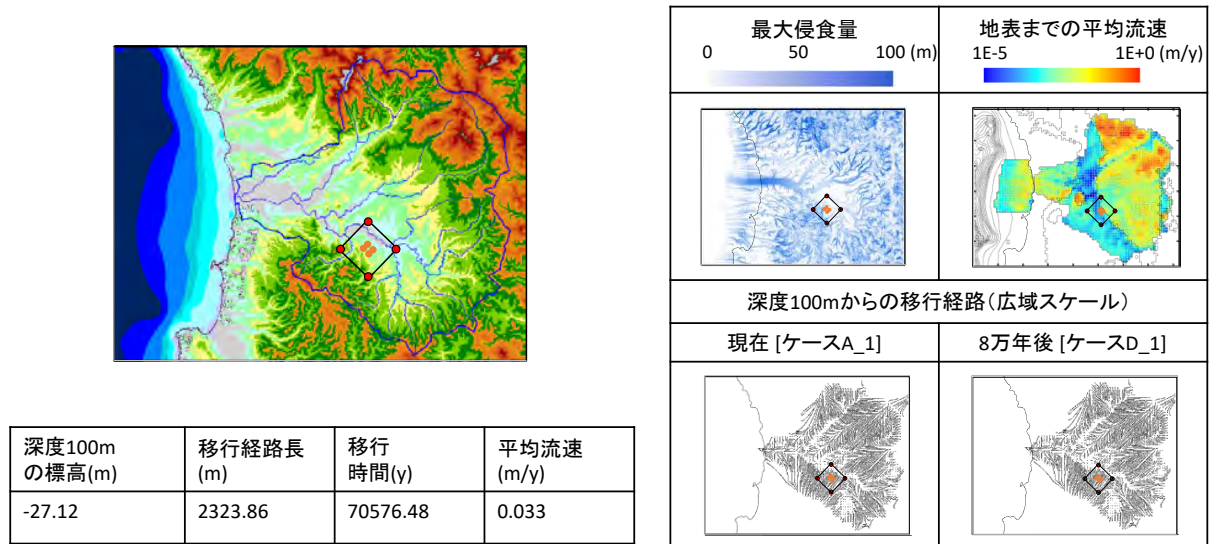 最大侵食量
0 50 100 (m)
地表までの平均流速
1E-5 1E+0 (m/y)
深度100mからの移行経路(広域スケール)
現在 [ケースA_1]
8万年後 [ケースD_1]
深度100m
の標高(m)
移行経路長
(m)
移行
時間(y)
平均流速
(m/y)
-27.12
2323.86
70576.48
0.033